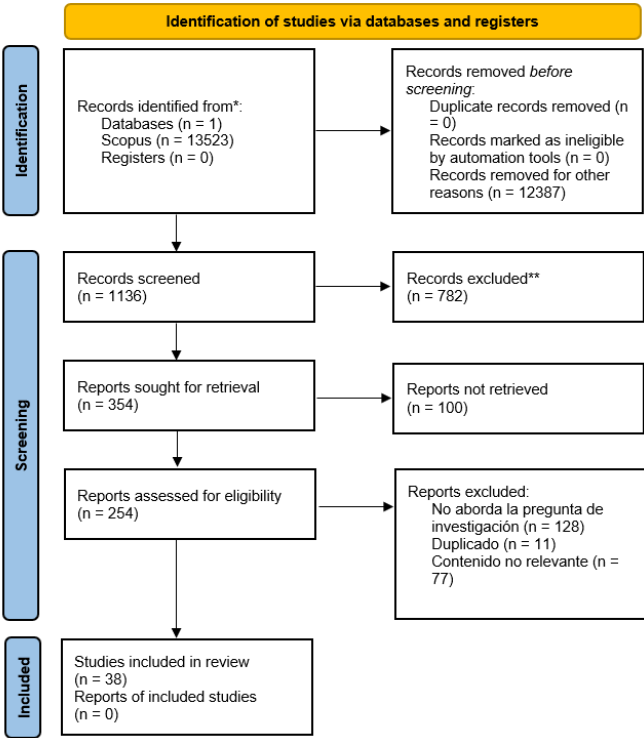 Identification of studies via databases and registers
Identification
Records identified from*:
Databases (n = 1)
Scopus (n = 13523)
Registers (n = 0)
Records removed before
screening:
Duplicate records removed (n
= 0)
Records marked as ineligible
by automation tools (n = 0)
Records removed for other
reasons (n = 12387)
Screening
Records screened
(n = 1136)
Records excluded**
(n = 782)
Reports sought for retrieval
(n = 354)
Reports not retrieved
(n = 100)
Reports assessed for eligibility
(n = 254)
Reports excluded:
No aborda la pregunta de
investigación (n = 128)
Duplicado (n = 11)
Contenido no relevante (n =
77)
Included
Studies included in review
(n = 38)
Reports of included studies
(n = 0)